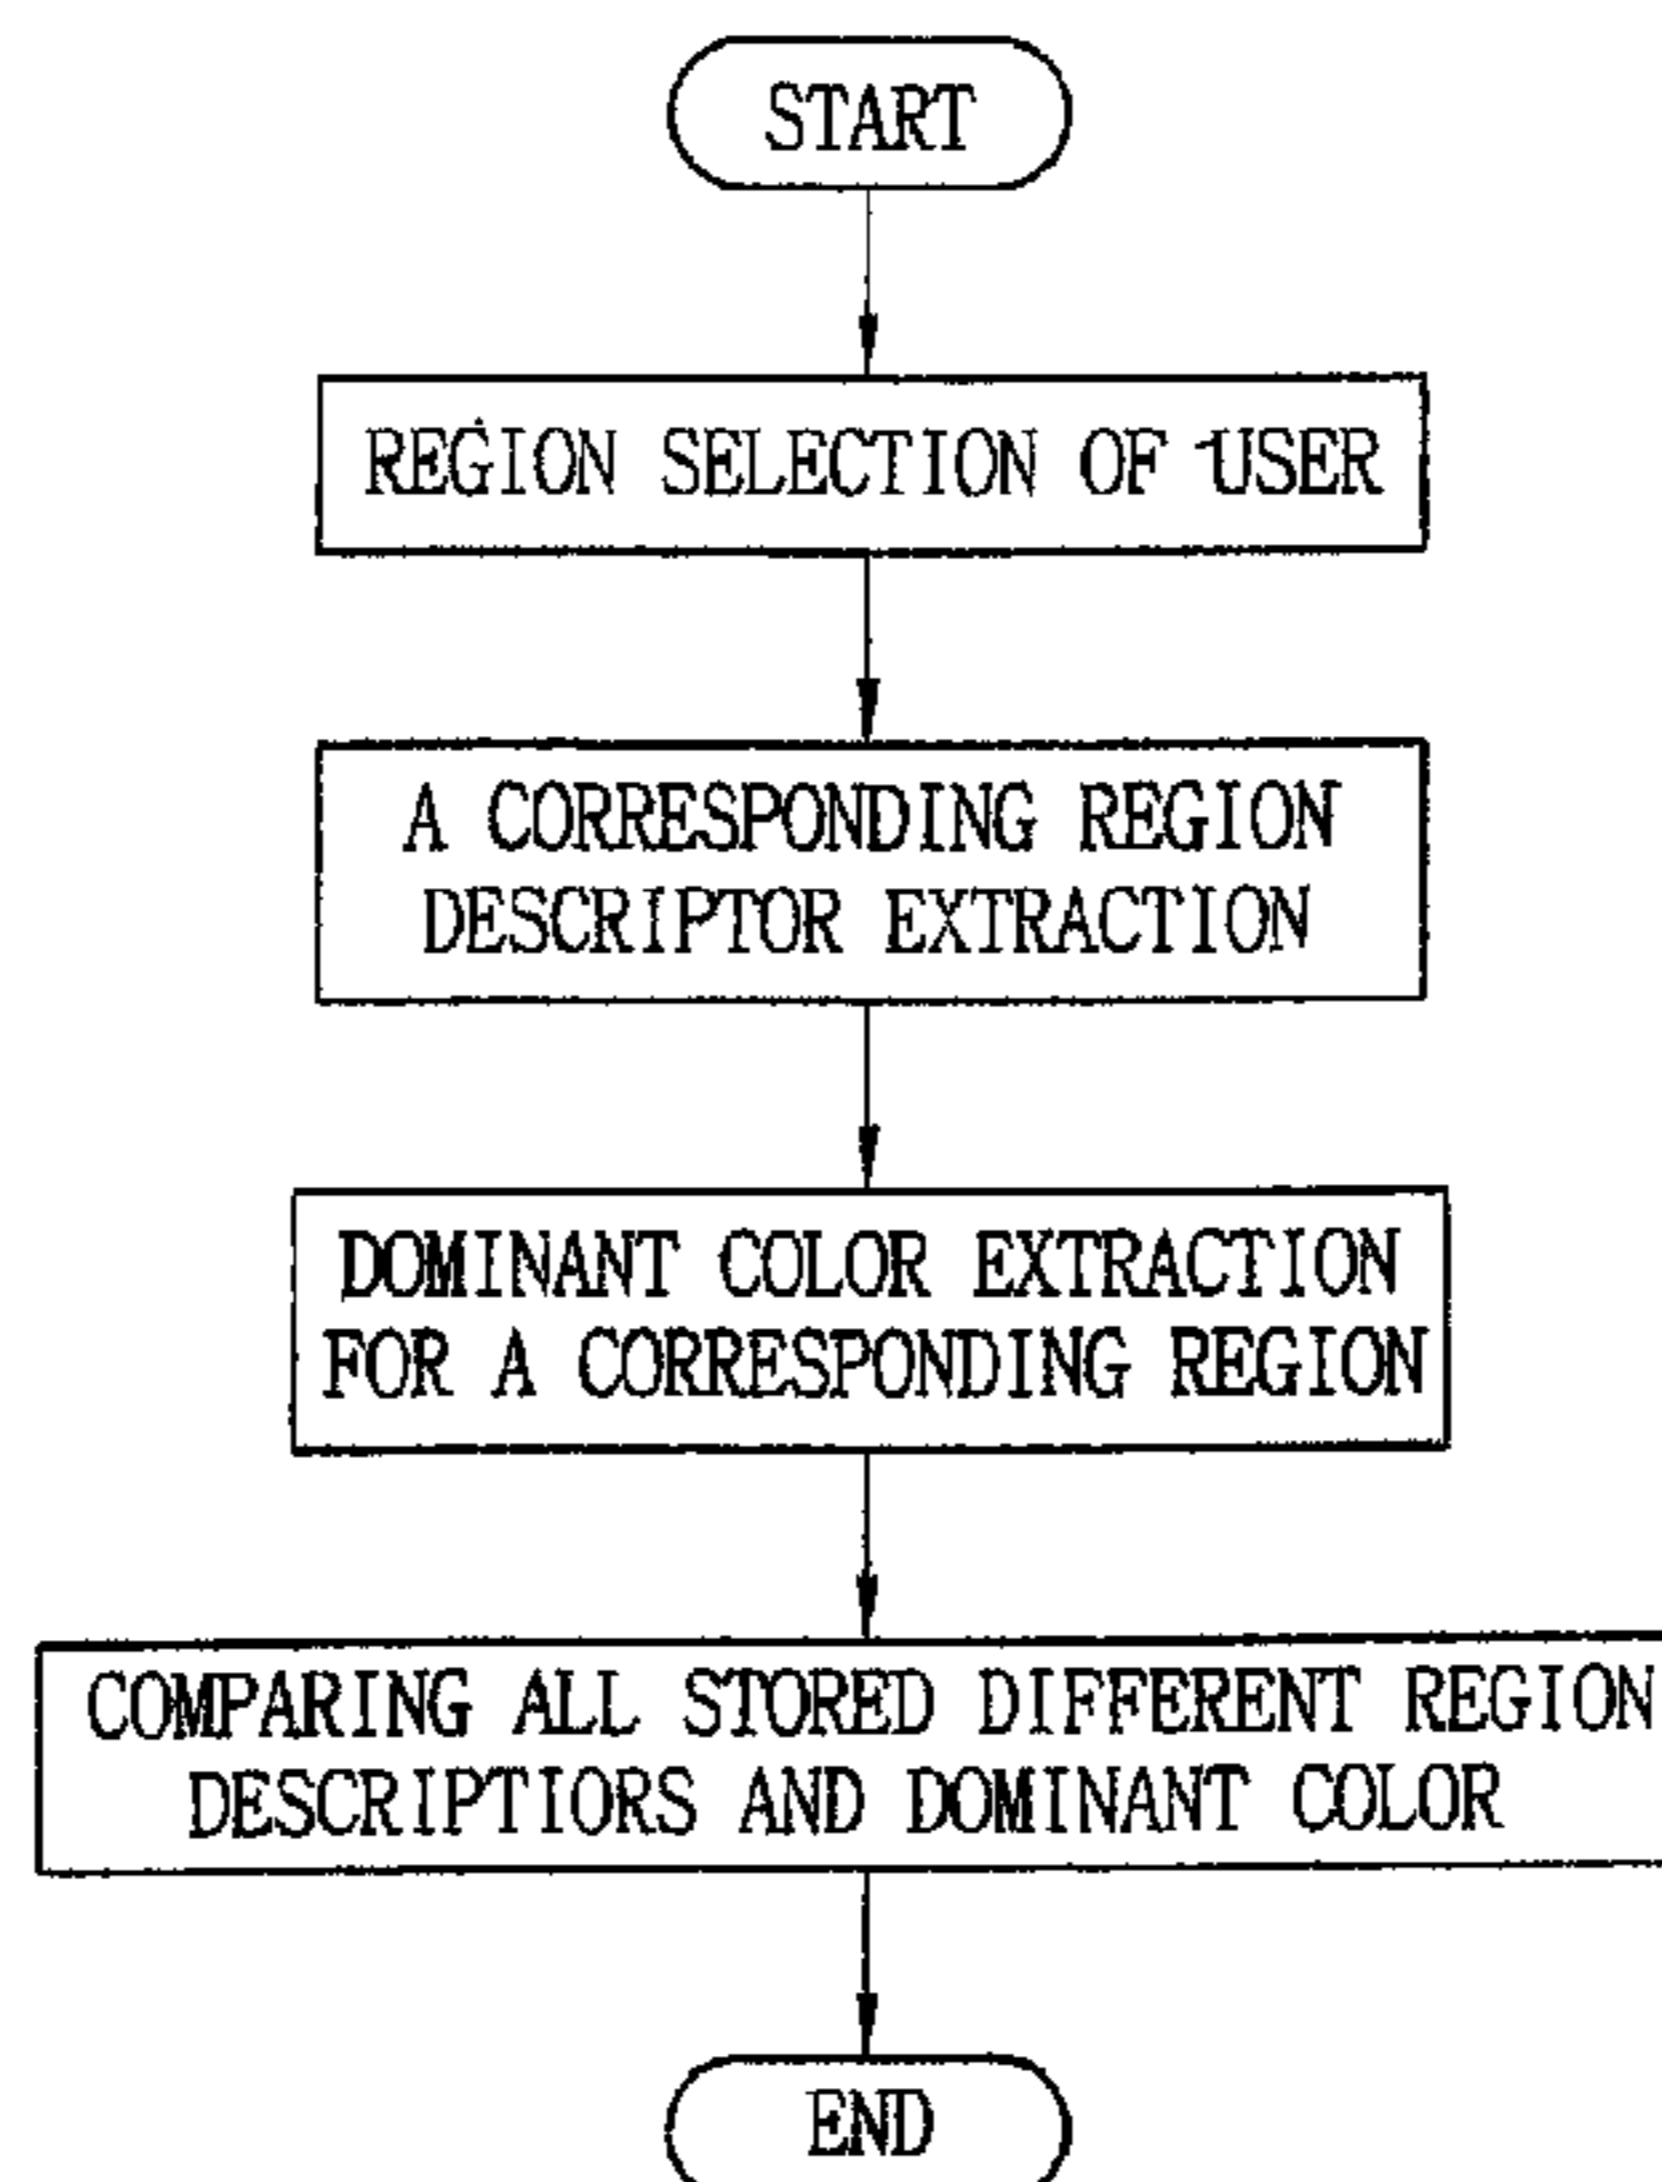 START
REGION SELECTION OF USER
A CORRESPONDING REGION
DESCRIPTOR EXTRACTION
DOMINANT COLOR EXTRACTION
FOR A CORRESPONDING REGION
COMPARING ALL STORED DIFFERENT REGION
DESCRIPTIORS AND DOMINANT COLOR
END